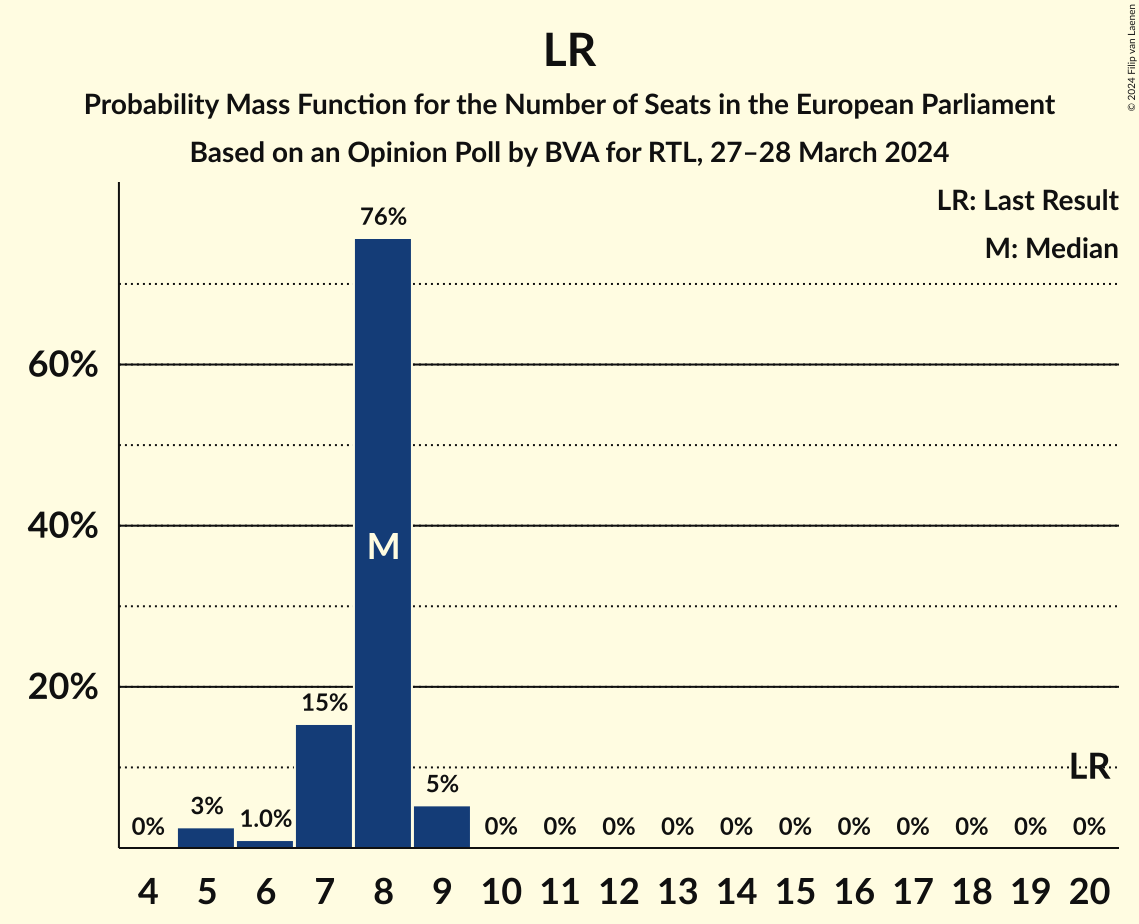 LR
Probability Mass Function for the Number of Seats in the European Parliament
Based on an Opinion Poll by BVA for RTL, 27–28 March 2024
© 2024 Filip van Laenen
LR: Last Result
M: Median
76%
60%
40%
M
20%
15%
LR
5%
3%
1.0%
0% 0% 0% 0% 0% 0% 0% 0% 0% 0% 0% 0%
4 5 6 7 8 9 10 11 12 13 14 15 16 17 18 19 20